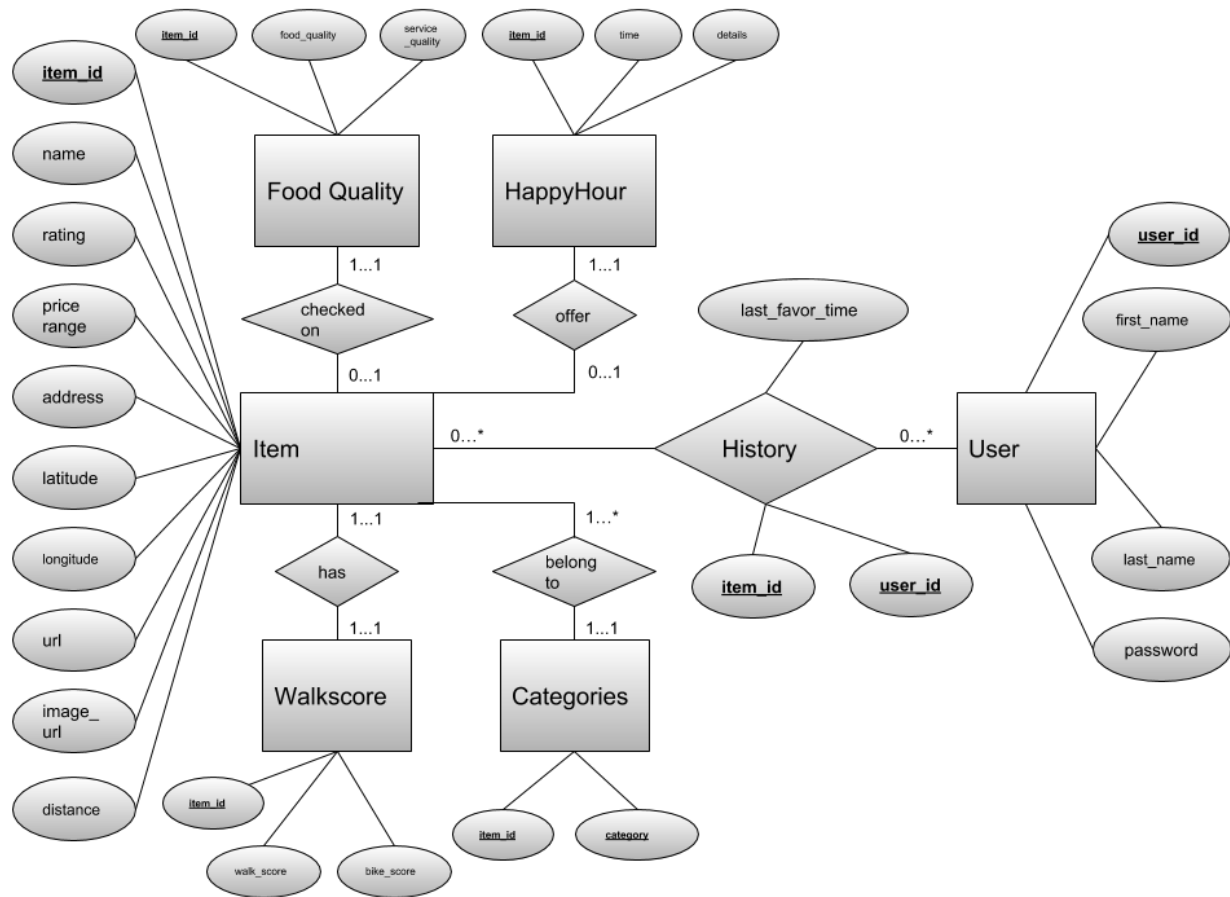 item_id
food_quality
service
_quality
item_id
time
details
item_id
name
rating
price
range
address
latitude
longitude
url
image_
url
distance
Food Quality
HappyHour
1...1
1...1
checked
on
offer
0...1
0...1
last_favor_time
user_id
first_name
Item
0...*
History
0...*
User
last_name
password
item_id
user_id
1...1
1...*
has
belong
to
1...1
1...1
Walkscore
Categories
item_id
walk_score
bike_score
item_id
category